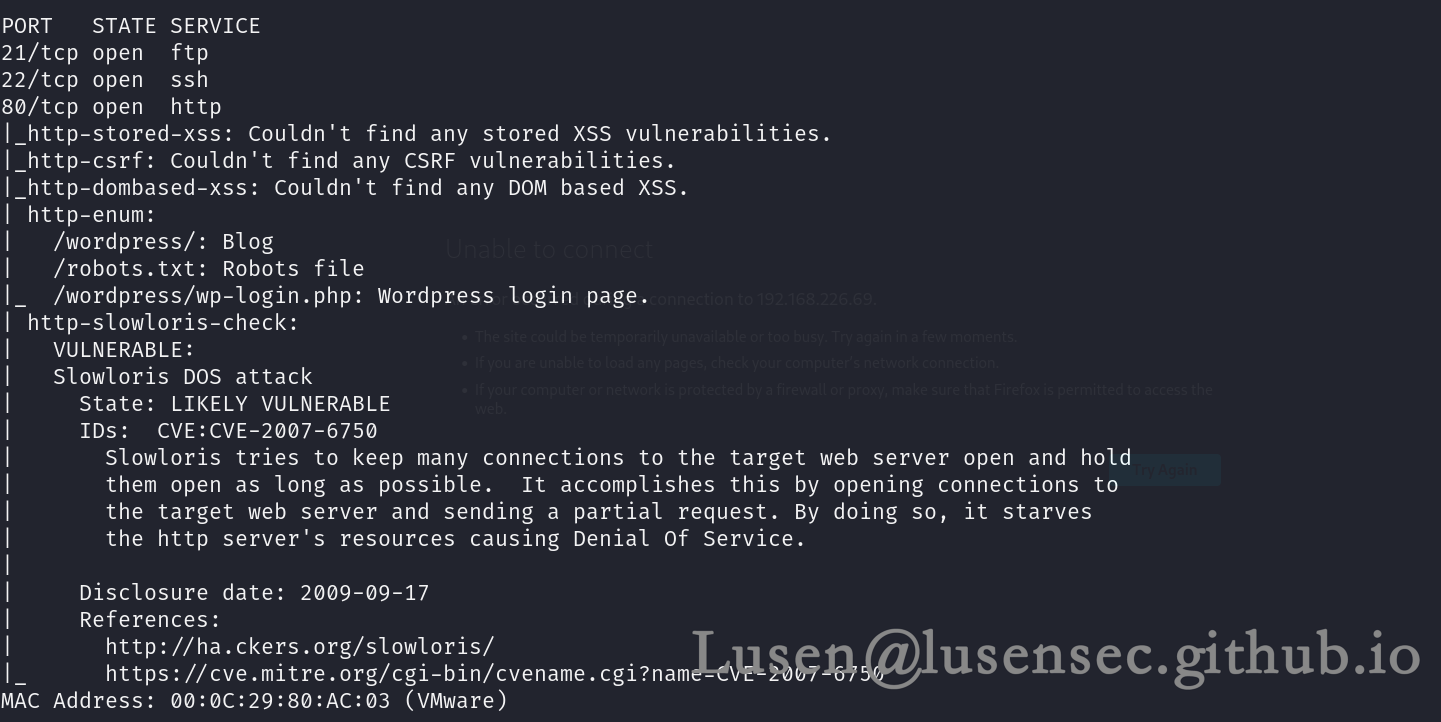 PORT   STATE SERVICE
21/tcp open  ftp
22/tcp open  ssh
80/tcp open  http
|_http-stored-xss: Couldn't find any stored XSS vulnerabilities.
|_http-csrf: Couldn't find any CSRF vulnerabilities.
|_http-dombased-xss: Couldn't find any DOM based XSS.
| http-enum:
|   /wordpress/: Blog
|   /robots.txt: Robots file
|_  /wordpress/wp-login.php: Wordpress login page.
| http-slowloris-check:
|   VULNERABLE:
|   Slowloris DOS attack
|     State: LIKELY VULNERABLE
|     IDs:  CVE:CVE-2007-6750
|       Slowloris tries to keep many connections to the target web server open and hold
|       them open as long as possible.  It accomplishes this by opening connections to
|       the target web server and sending a partial request. By doing so, it starves
|       the http server's resources causing Denial Of Service.
|
|     Disclosure date: 2009-09-17
|     References:
|       http://ha.ckers.org/slowloris/
|_      https://cve.mitre.org/cgi-bin/cvename.cgi?name=CVE-2007-6750
MAC Address: 00:0C:29:80:AC:03 (VMware)
Unable to connect
connection to 192.168.226.69.
• The site could be temporarily unavailable or too busy. Try again in a few moments.
• If you are unable to load any pages, check your computer's network connection.
• If your computer or network is protected by a firewall or proxy, make sure that Firefox is permitted to access the
web.
Try Again
Lusen@lusensec.github.io